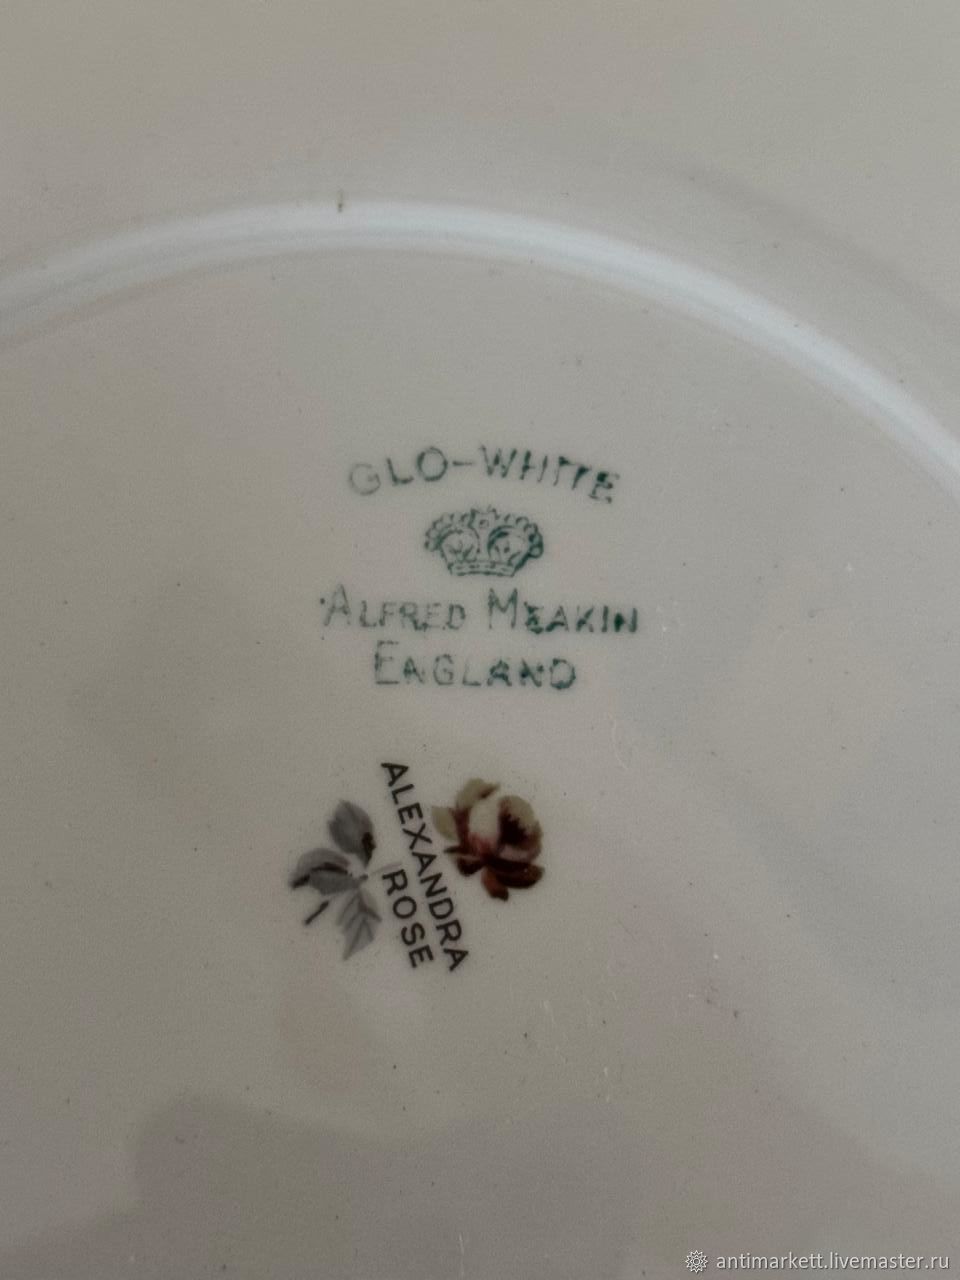 GLO-WHITE
ALFRED MEAKIN
ENGLAND
ALEXANDRA
ROSE
antimarkett.livemaster.ru